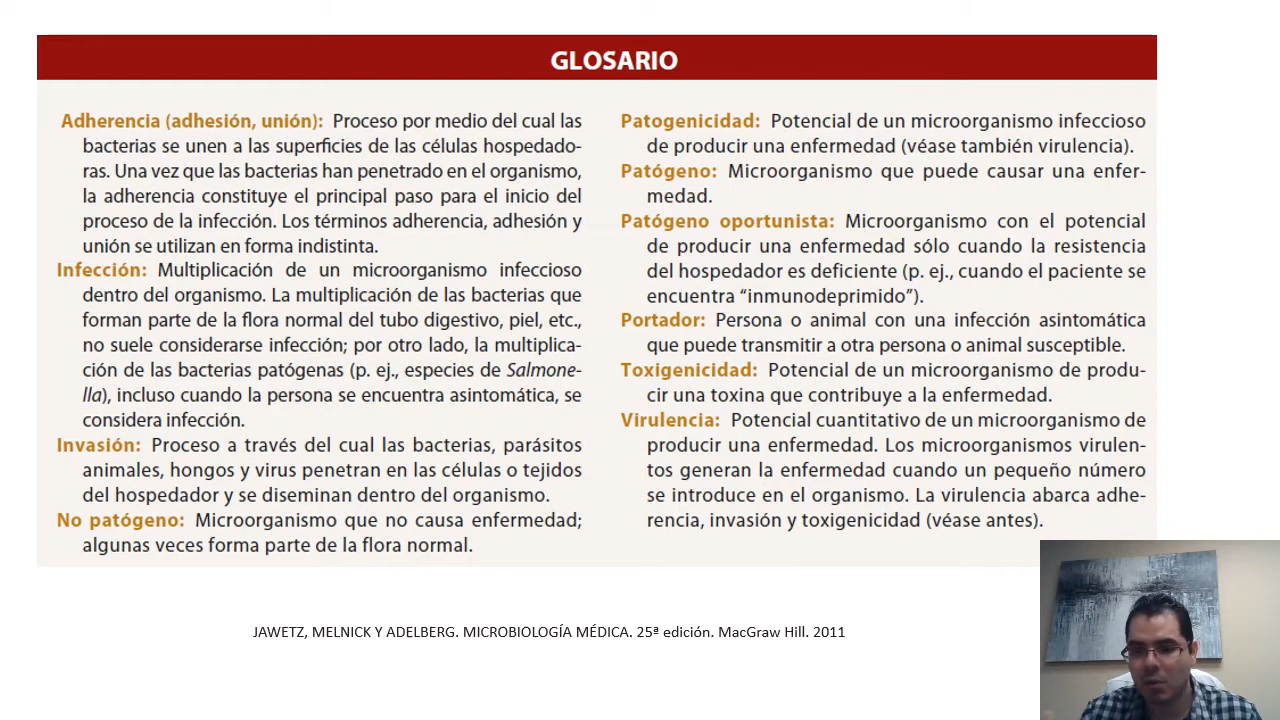 GLOSARIO
Adherencia (adhesión, unión): Proceso por medio del cual las
bacterias se unen a las superficies de las células hospedado-
ras. Una vez que las bacterias han penetrado en el organismo,
la adherencia constituye el principal paso para el inicio del
proceso de la infección. Los términos adherencia, adhesión y
unión se utilizan en forma indistinta.
Infección: Multiplicación de un microorganismo infeccioso
dentro del organismo. La multiplicación de las bacterias que
forman parte de la flora normal del tubo digestivo, piel, etc.,
no suele considerarse infección; por otro lado, la multiplica-
ción de las bacterias patógenas (p. ej., especies de Salmone-
lla), incluso cuando la persona se encuentra asintomática, se
considera infección.
Invasión: Proceso a través del cual las bacterias, parásitos
animales, hongos y virus penetran en las células o tejidos
del hospedador y se diseminan dentro del organismo.
No patógeno: Microorganismo que no causa enfermedad;
algunas veces forma parte de la flora normal.
Patogenicidad: Potencial de un microorganismo infeccioso
de producir una enfermedad (véase también virulencia).
Patógeno: Microorganismo que puede causar una enfer-
medad.
Patógeno oportunista: Microorganismo con el potencial
de producir una enfermedad sólo cuando la resistencia
del hospedador es deficiente (p. ej., cuando el paciente se
encuentra “inmunodeprimido”).
Portador: Persona o animal con una infección asintomática
que puede transmitir a otra persona o animal susceptible.
Toxigenicidad: Potencial de un microorganismo de produ-
cir una toxina que contribuye a la enfermedad.
Virulencia: Potencial cuantitativo de un microorganismo de
producir una enfermedad. Los microorganismos virulen-
tos generan la enfermedad cuando un pequeño número
se introduce en el organismo. La virulencia abarca adhe-
rencia, invasión y toxigenicidad (véase antes).
JAWETZ, MELNICK Y ADELBERG. MICROBIOLOGÍA MÉDICA. 25ª edición. MacGraw Hill. 2011